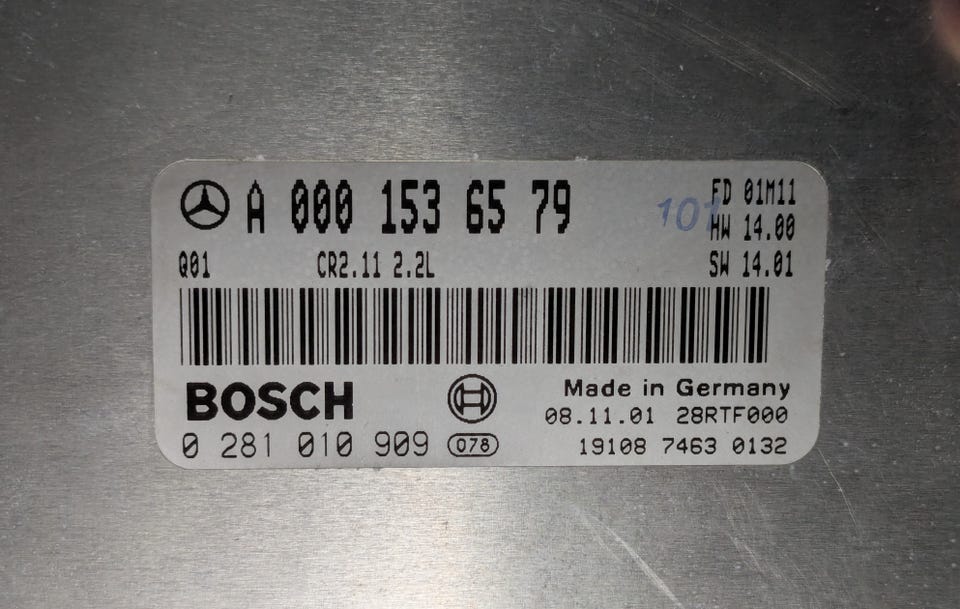 A 000 153 65 79
101
FD 01M11
HW 14.00
Q01 CR2.11 2.2L SW 14.01
BOSCH
Made in Germany
08.11.01 28RTF000
0 281 010 909 078
19108 7463 0132